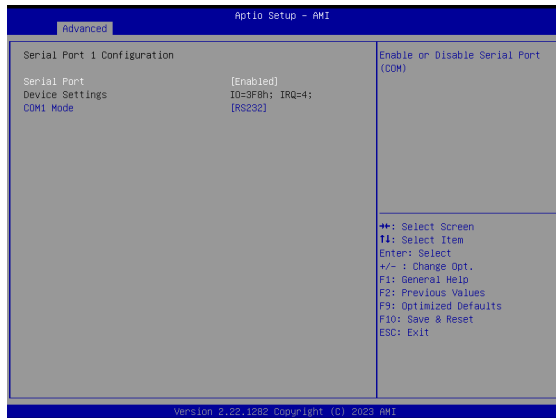 Aptio Setup - AMI
Advanced
Serial Port 1 Configuration
Serial Port [Enabled]
Device Settings IO=3F8h; IRQ=4;
COM1 Mode [RS232]
Enable or Disable Serial Port
(COM)
→←: Select Screen
↑↓: Select Item
Enter: Select
+/- : Change Opt.
F1: General Help
F2: Previous Values
F9: Optimized Defaults
F10: Save & Reset
ESC: Exit
Version 2.22.1282 Copyright (C) 2023 AMI